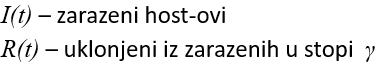 I(t) – zarazeni host-ovi
R(t) – uklonjeni iz zarazenih u stopi γ